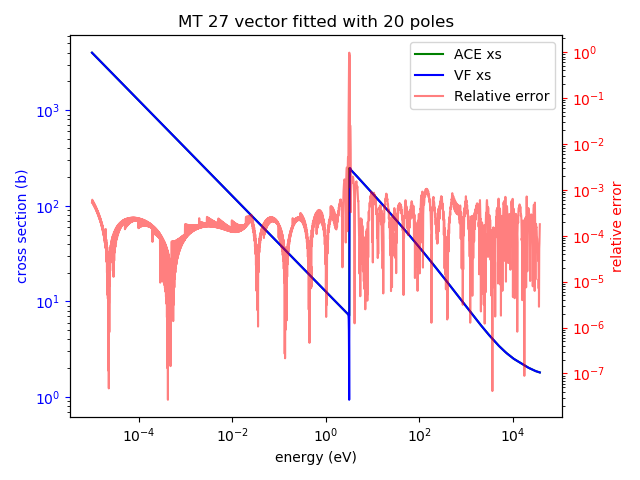 MT 27 vector fitted with 20 poles
ACE xs
VF xs
Relative error
cross section (b)
10³
10²
10¹
10⁰
relative error
10⁰
10⁻¹
10⁻²
10⁻³
10⁻⁴
10⁻⁵
10⁻⁶
10⁻⁷
10⁻⁴
10⁻²
10⁰
10²
10⁴
energy (eV)